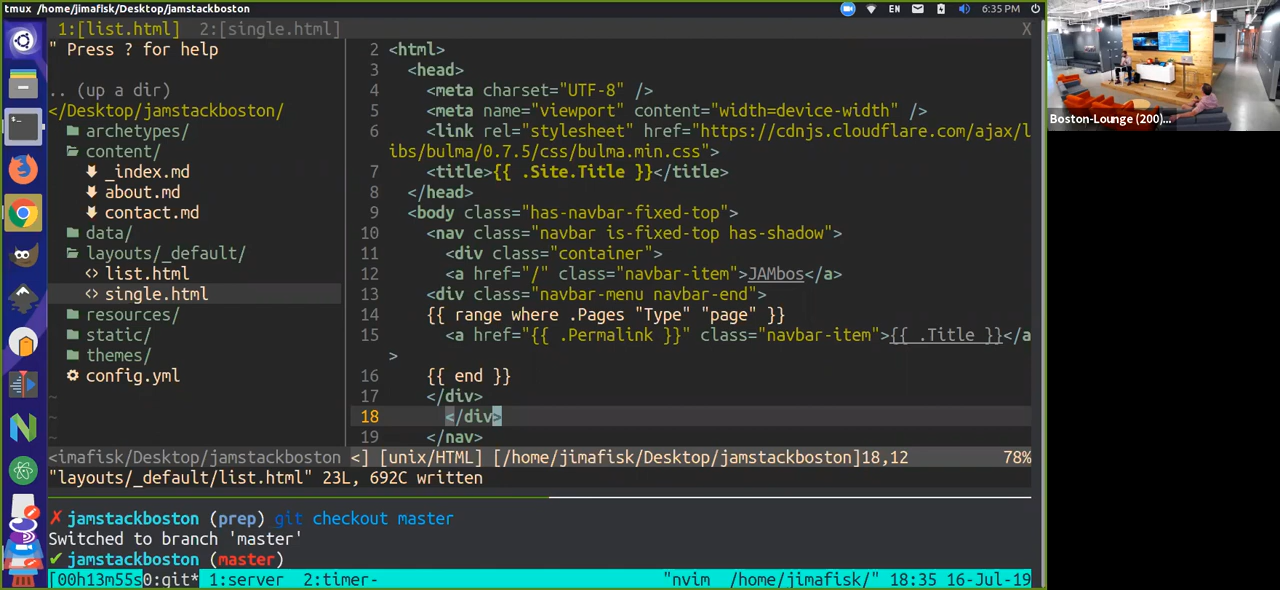 tmux /home/jimafisk/Desktop/jamstackboston
EN
6:35 PM
1:[list.html] 2:[single.html]
X
" Press ? for help
.. (up a dir)
</Desktop/jamstackboston/
archetypes/
content/
_index.md
about.md
contact.md
data/
layouts/_default/
<> list.html
<> single.html
resources/
static/
themes/
config.yml
~
~
~
2 <html>
3 <head>
4 <meta charset="UTF-8" />
5 <meta name="viewport" content="width=device-width" />
6 <link rel="stylesheet" href="https://cdnjs.cloudflare.com/ajax/l
ibs/bulma/0.7.5/css/bulma.min.css">
7 <title>{{ .Site.Title }}</title>
8 </head>
9 <body class="has-navbar-fixed-top">
10 <nav class="navbar is-fixed-top has-shadow">
11 <div class="container">
12 <a href="/" class="navbar-item">JAMbos</a>
13 <div class="navbar-menu navbar-end">
14 {{ range where .Pages "Type" "page" }}
15 <a href="{{ .Permalink }}" class="navbar-item">{{ .Title }}</a
>
16 {{ end }}
17 </div>
18 </div>
19 </nav>
<imafisk/Desktop/jamstackboston <] [unix/HTML] [/home/jimafisk/Desktop/jamstackboston]18,12 78%
"layouts/_default/list.html" 23L, 692C written
✗ jamstackboston (prep) git checkout master
Switched to branch 'master'
✔ jamstackboston (master)
[00h13m55s0:git* 1:server 2:timer- "nvim /home/jimafisk/" 18:35 16-Jul-19
Boston-Lounge (200)...